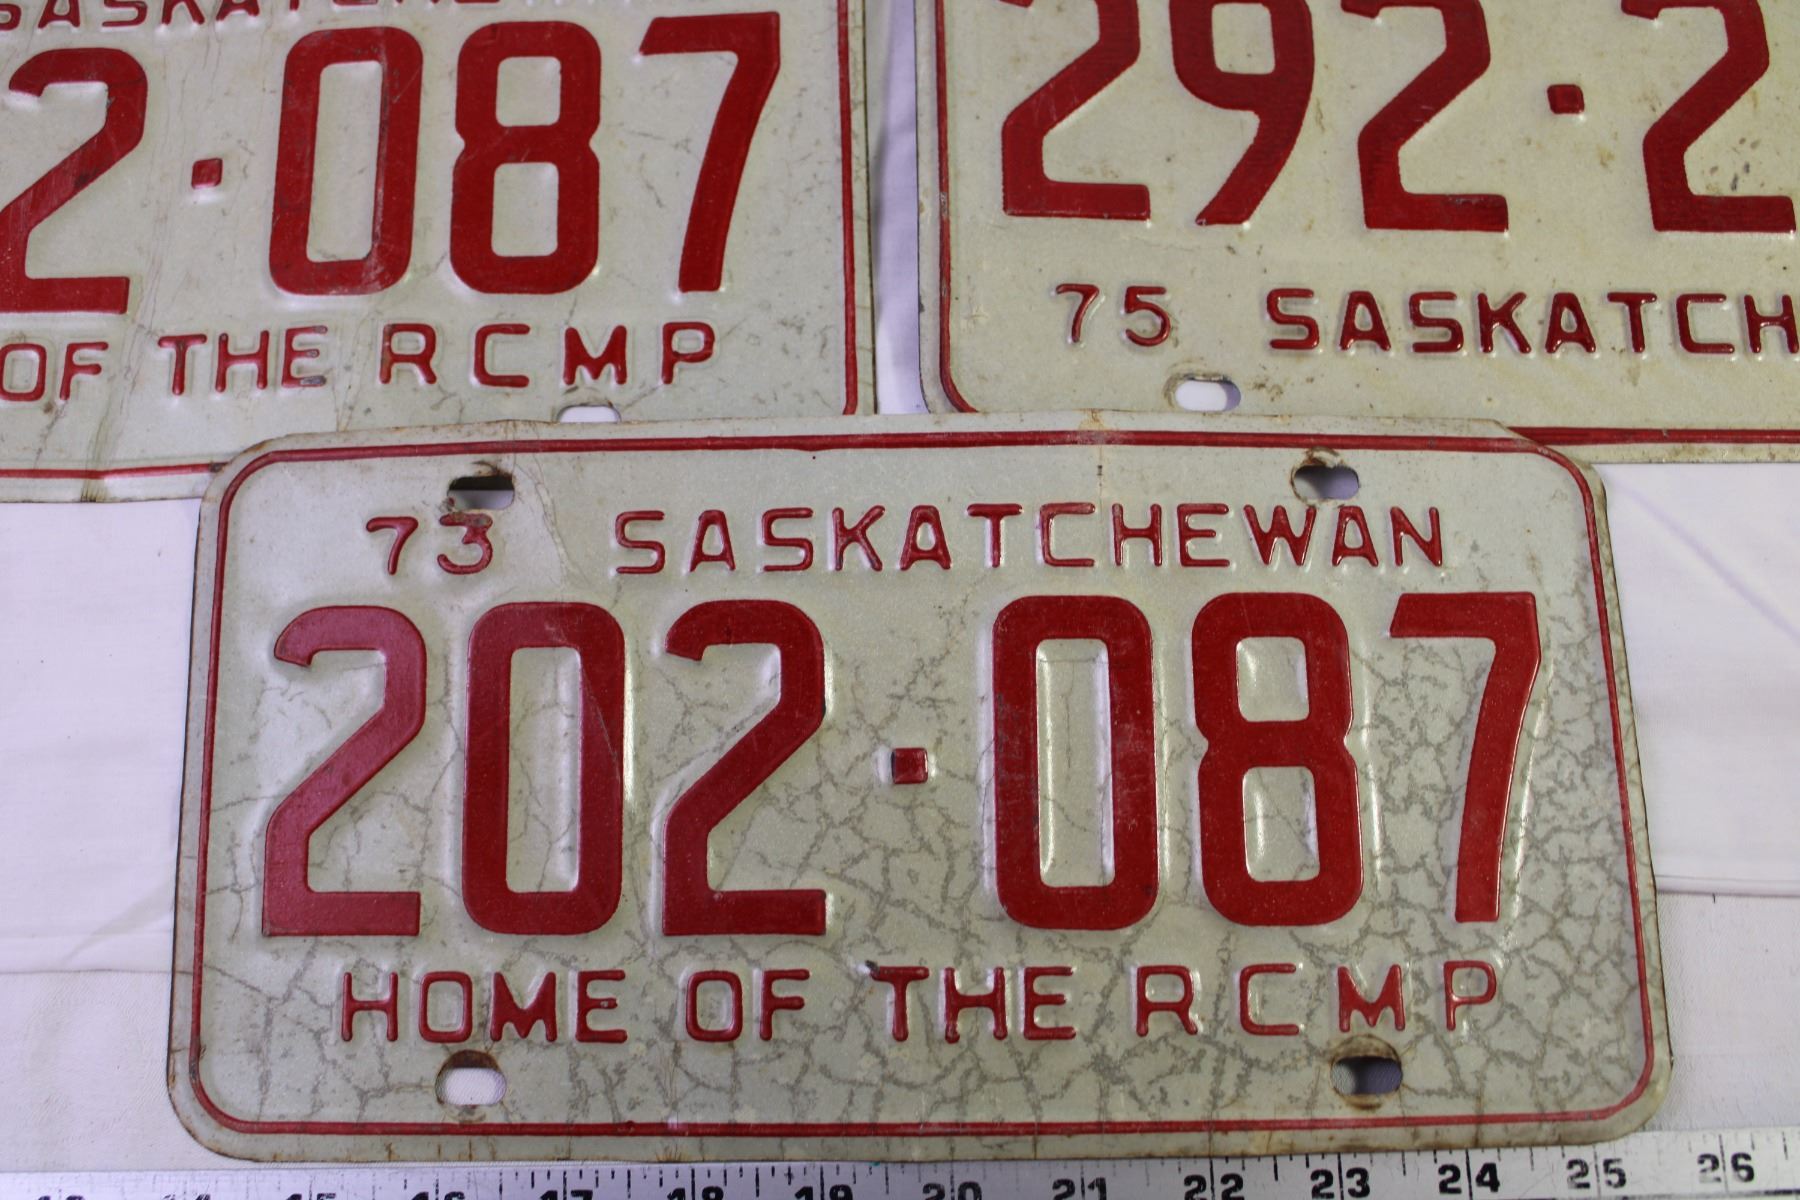 2·087
OF THE RCMP
292·2
75 SASKATCH
73 SASKATCHEWAN
202·087
HOME OF THE RCMP
17 18 19 20 21 22 23 24 25 26